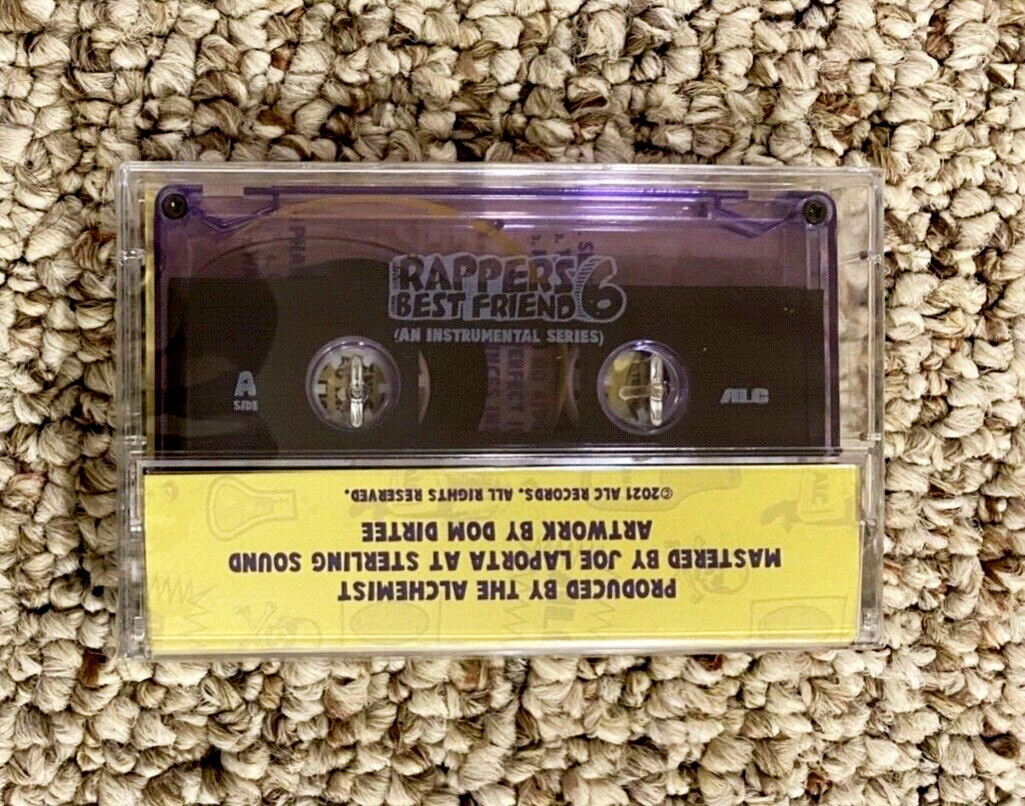 RAPPERS
BEST FRIEND 6
(AN INSTRUMENTAL SERIES)
A
SIDE
ALC
PRODUCED BY THE ALCHEMIST
MASTERED BY JOE LAPORTA AT STERLING SOUND
ARTWORK BY DOM DIRTEE
©2021 ALC RECORDS. ALL RIGHTS RESERVED.